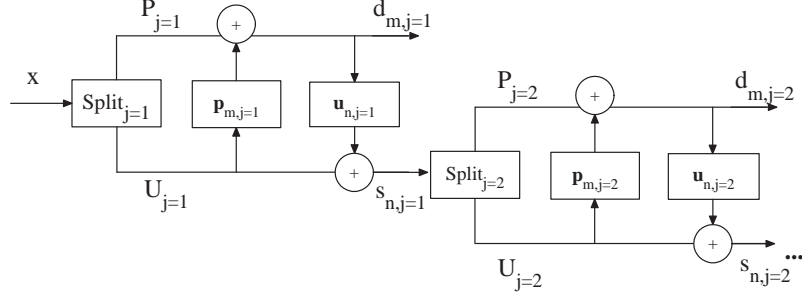 P_{j=1}
+
d_{m,j=1}
x
Split_{j=1}
p_{m,j=1}
u_{n,j=1}
U_{j=1}
+
s_{n,j=1}
P_{j=2}
+
d_{m,j=2}
Split_{j=2}
p_{m,j=2}
u_{n,j=2}
U_{j=2}
+
s_{n,j=2}
...